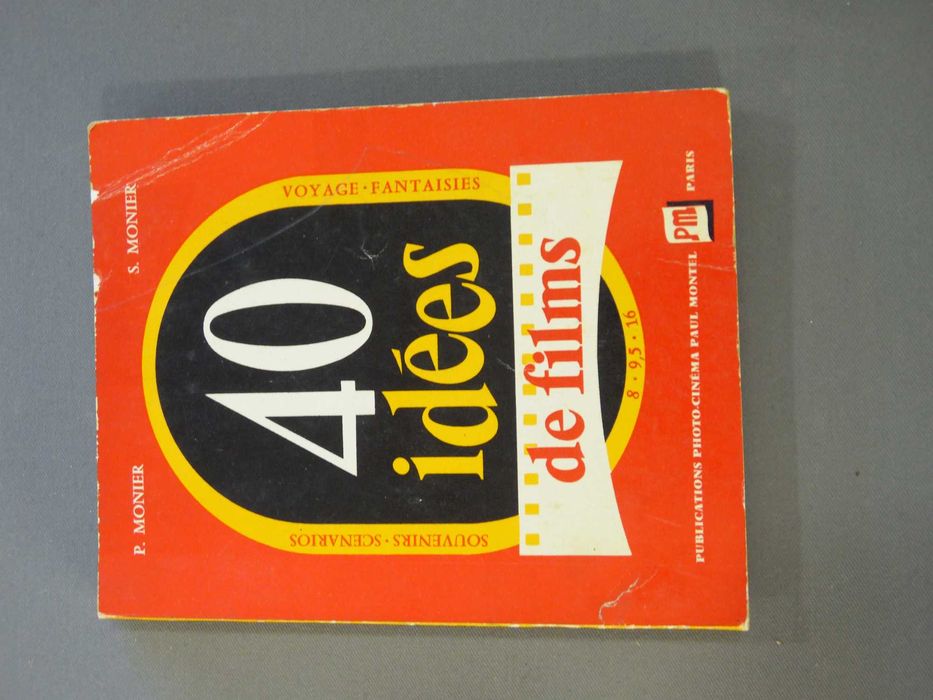 P. MONIER
S. MONIER
SOUVENIRS · SCENARIOS
VOYAGE · FANTAISIES
40
idées
de films
8 · 9,5 · 16
PUBLICATIONS PHOTO-CINÉMA PAUL MONTEL PM PARIS